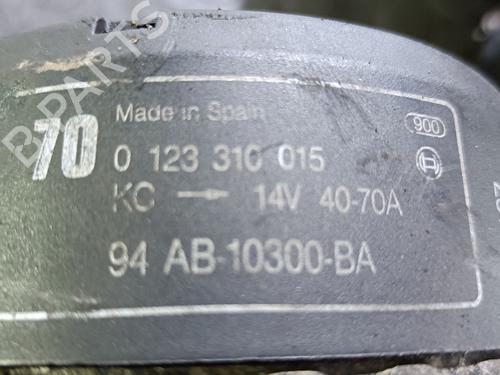 B-PARTS
Made in Spain
900
70
0 123 310 015
KC → 14V 40-70A
94 AB-10300-BA